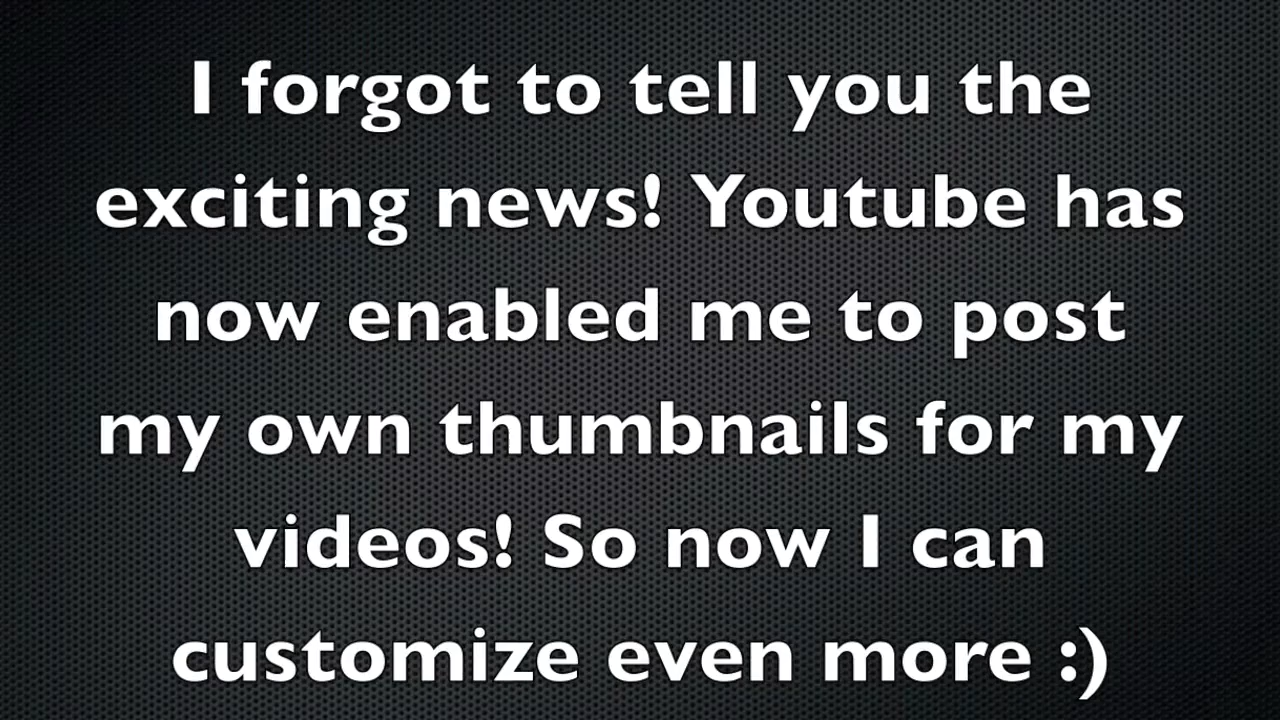 I forgot to tell you the
exciting news! Youtube has
now enabled me to post
my own thumbnails for my
videos! So now I can
customize even more :)